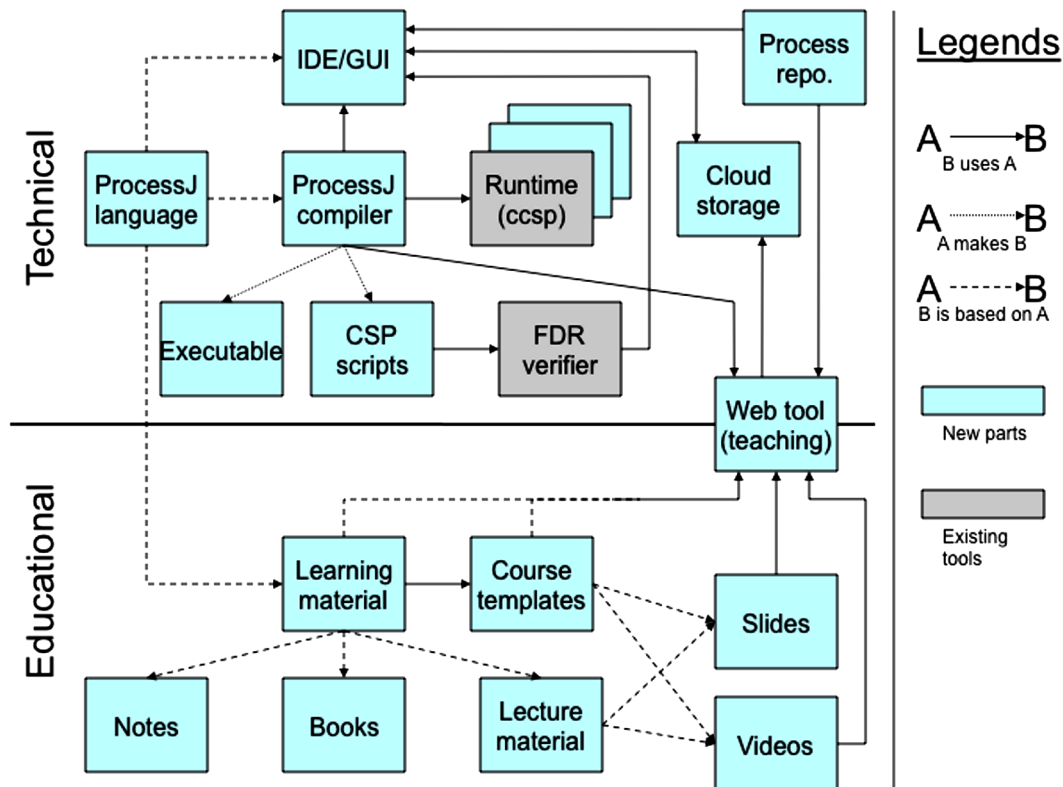 Technical
IDE/GUI
Process
repo.
ProcessJ
language
ProcessJ
compiler
Runtime
(ccsp)
Cloud
storage
Executable
CSP
scripts
FDR
verifier
Web tool
(teaching)
Educational
Learning
material
Course
templates
Slides
Notes
Books
Lecture
material
Videos
Legends
A B
B uses A
A B
A makes B
A B
B is based on A
New parts
Existing
tools